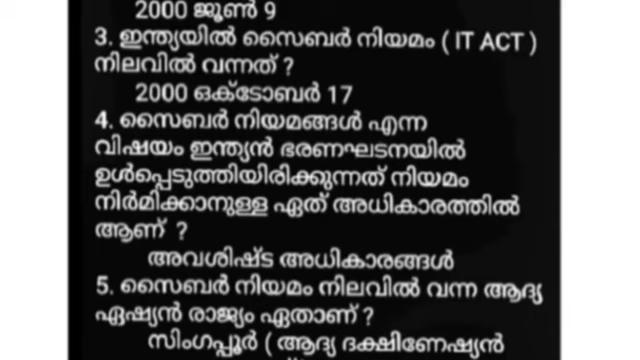 2000 ജൂൺ 9
3. ഇന്ത്യയിൽ സൈബർ നിയമം ( IT ACT )
നിലവിൽ വന്നത് ?
2000 ഒക്ടോബർ 17
4. സൈബർ നിയമങ്ങൾ എന്ന
വിഷയം ഇന്ത്യൻ ഭരണഘടനയിൽ
ഉൾപ്പെടുത്തിയിരിക്കുന്നത് നിയമം
നിർമിക്കാനുള്ള ഏത് അധികാരത്തിൽ
ആണ് ?
അവശിഷ്ട അധികാരങ്ങൾ
5. സൈബർ നിയമം നിലവിൽ വന്ന ആദ്യ
ഏഷ്യൻ രാജ്യം ഏതാണ് ?
സിംഗപ്പൂർ ( ആദ്യ ദക്ഷിണേഷ്യൻ